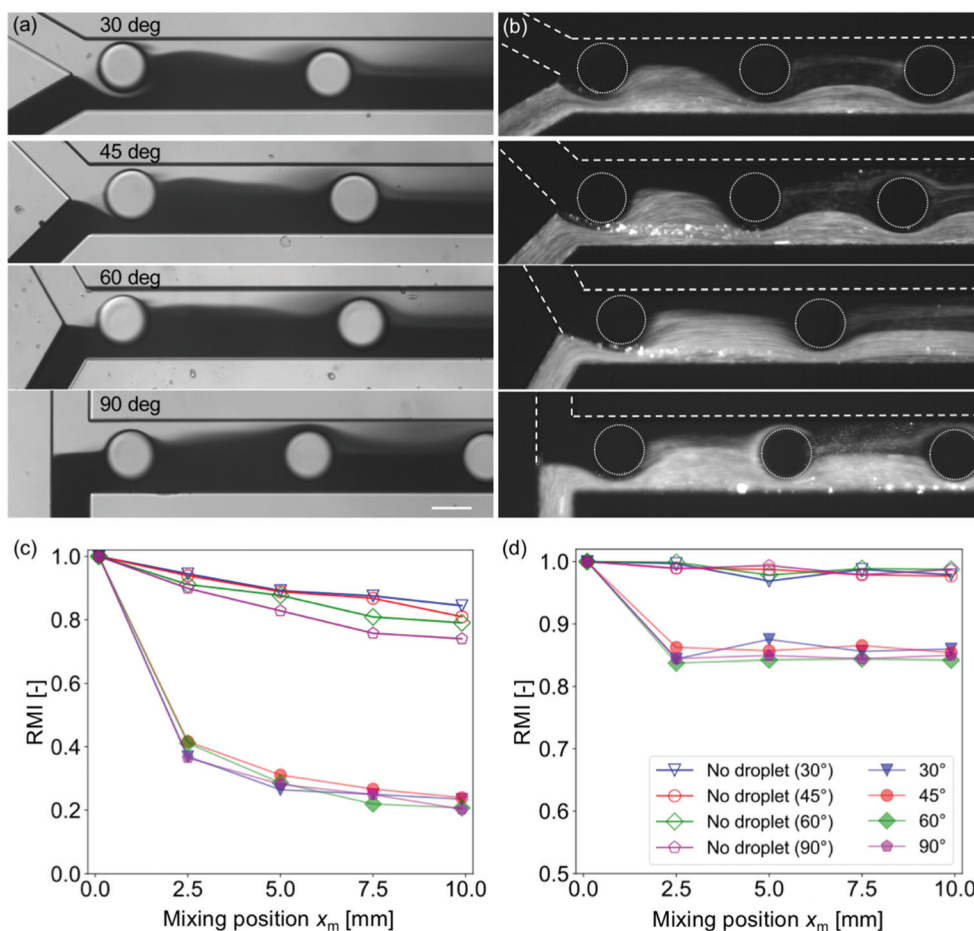 (a)
30 deg
45 deg
60 deg
90 deg
(b)
(c)
RMI [-]
1.0
0.8
0.6
0.4
0.2
0.0
0.0 2.5 5.0 7.5 10.0
Mixing position xm [mm]
(d)
RMI [-]
1.0
0.9
0.8
0.7
0.6
0.5
No droplet (30°) 30°
No droplet (45°) 45°
No droplet (60°) 60°
No droplet (90°) 90°
0.0 2.5 5.0 7.5 10.0
Mixing position xm [mm]